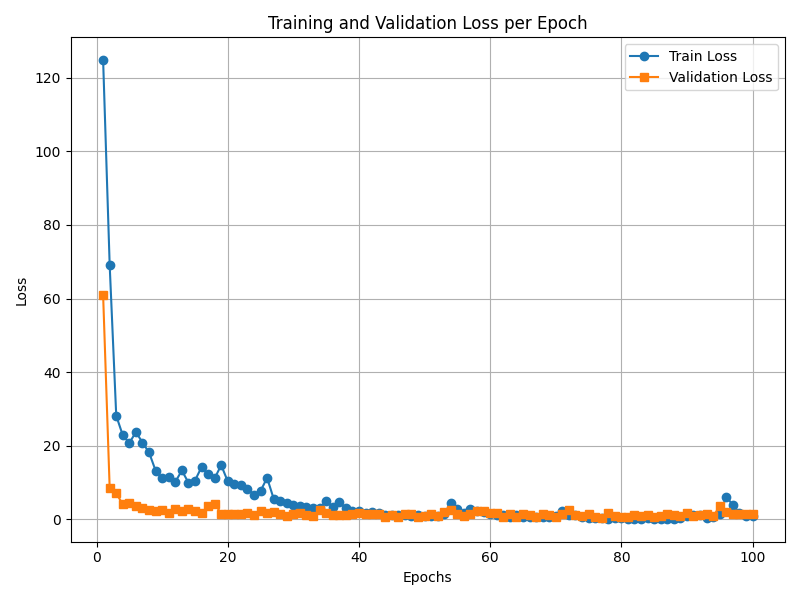 Training and Validation Loss per Epoch
Train Loss
Validation Loss
Loss
120
100
80
60
40
20
0
0 20 40 60 80 100
Epochs